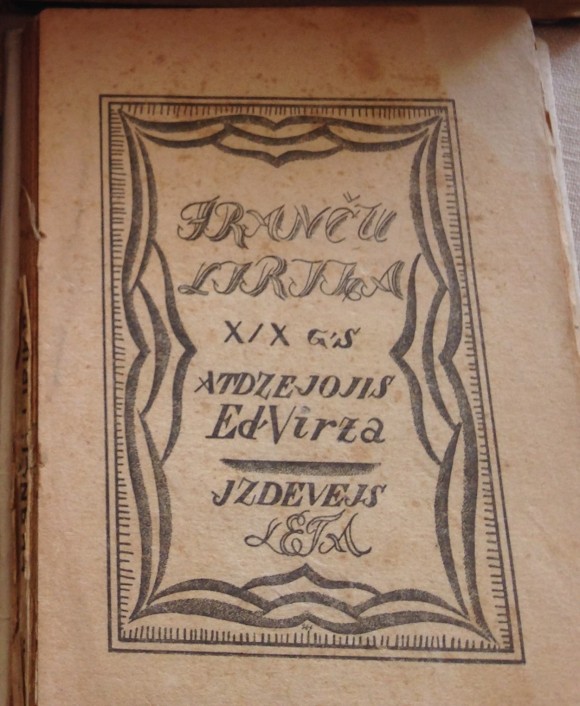 FRANČU
LIRIKA
XIX G'S
ATDZEJOJIS
Ed. Virza
IZDEVEJS
LETA